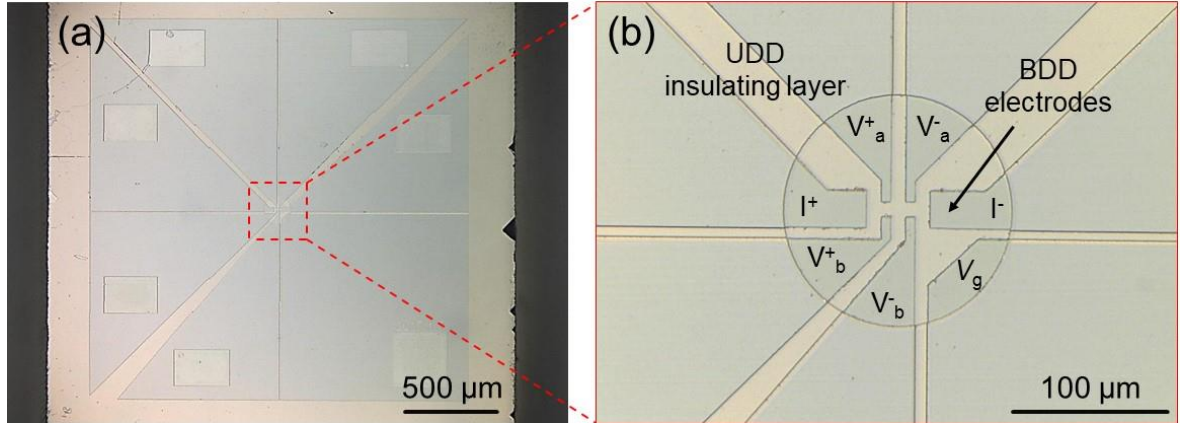 (a)
500 µm
(b)
UDD
insulating layer
BDD
electrodes
V⁺ₐ
V⁻ₐ
I⁺
I⁻
V⁺b
V⁻b
Vg
100 µm